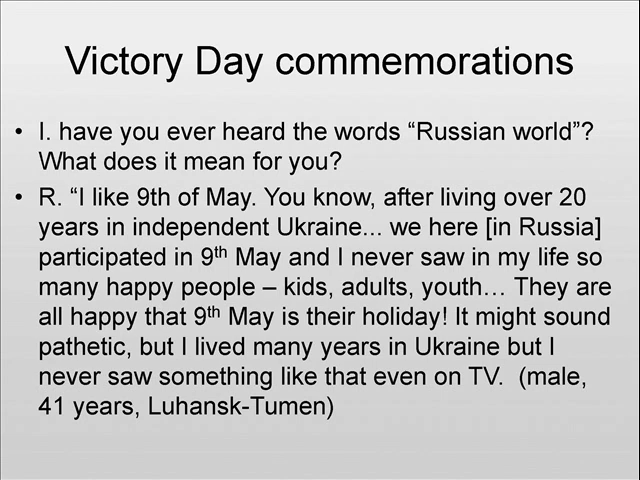 Victory Day commemorations
• I. have you ever heard the words “Russian world”?
What does it mean for you?
• R. “I like 9th of May. You know, after living over 20
years in independent Ukraine... we here [in Russia]
participated in 9th May and I never saw in my life so
many happy people – kids, adults, youth… They are
all happy that 9th May is their holiday! It might sound
pathetic, but I lived many years in Ukraine but I
never saw something like that even on TV. (male,
41 years, Luhansk-Tumen)